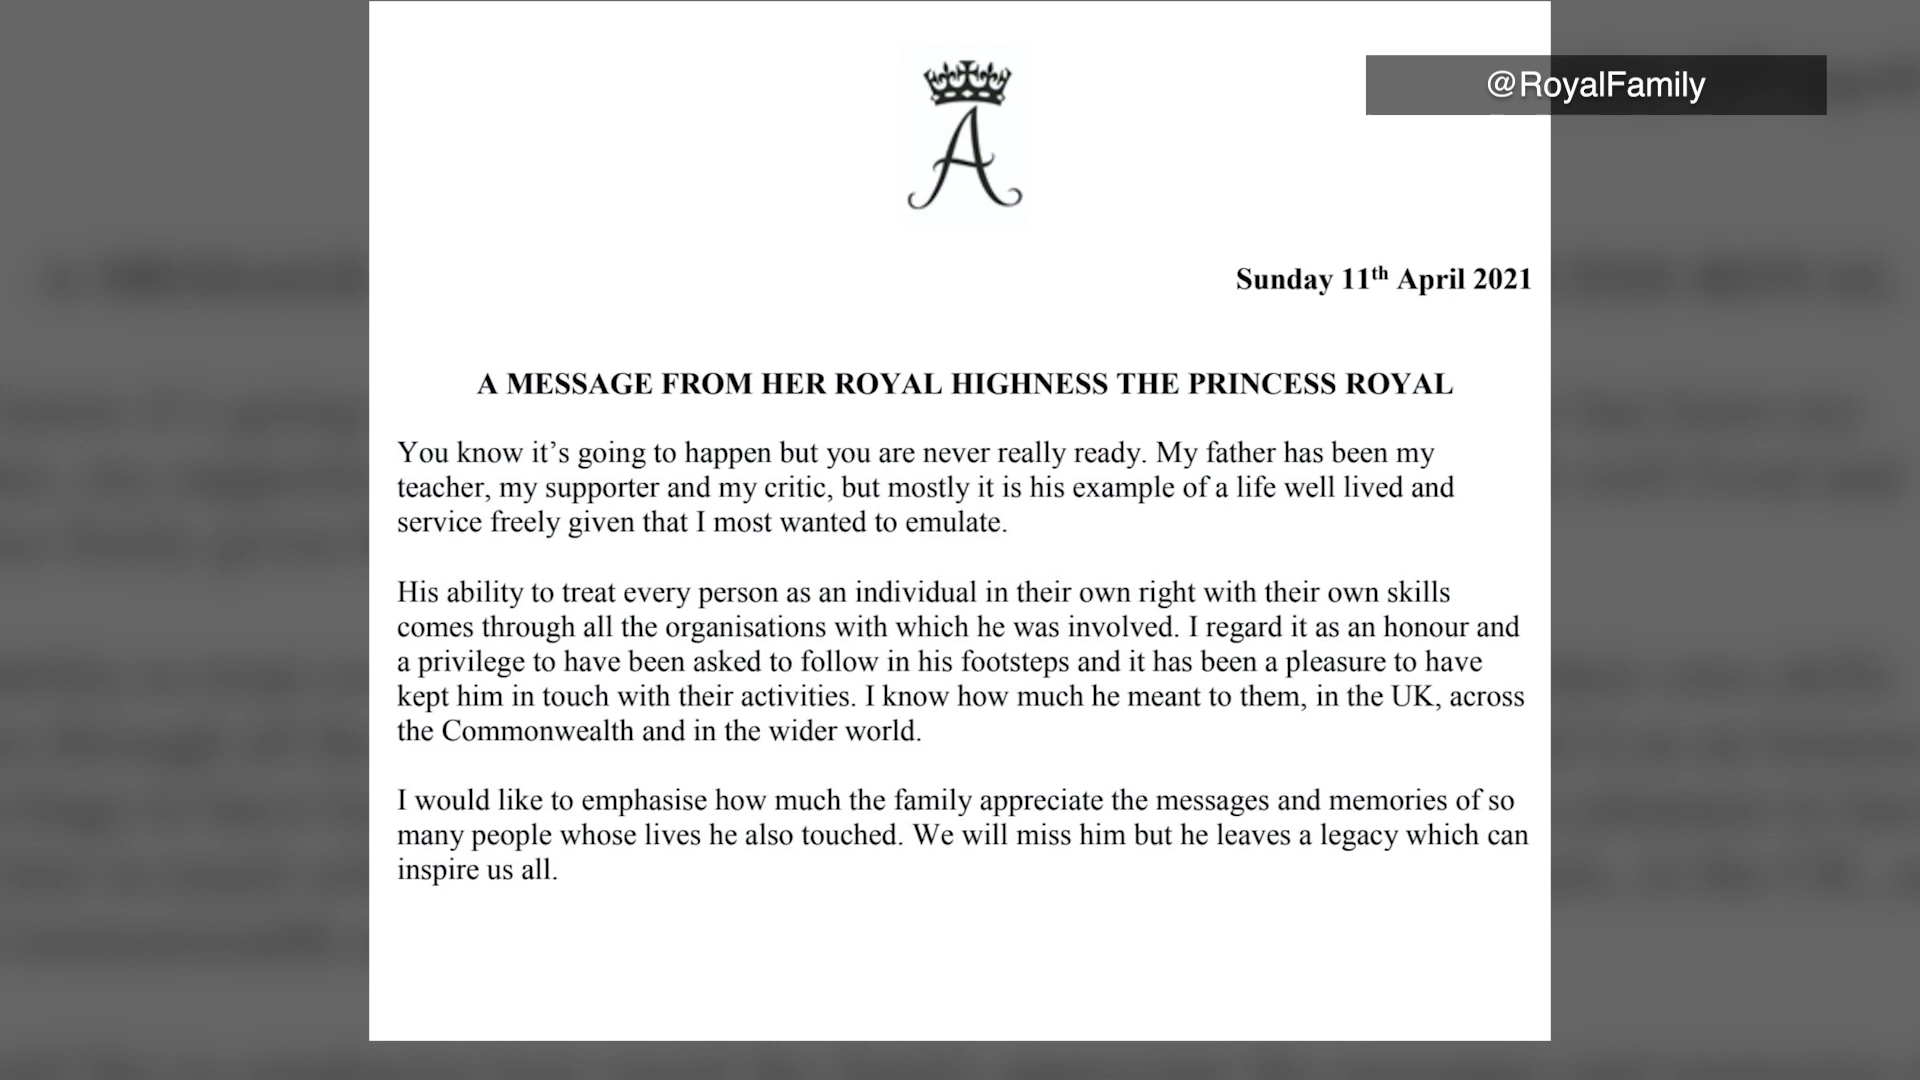 @RoyalFamily
A
Sunday 11th April 2021
A MESSAGE FROM HER ROYAL HIGHNESS THE PRINCESS ROYAL
You know it’s going to happen but you are never really ready. My father has been my
teacher, my supporter and my critic, but mostly it is his example of a life well lived and
service freely given that I most wanted to emulate.
His ability to treat every person as an individual in their own right with their own skills
comes through all the organisations with which he was involved. I regard it as an honour and
a privilege to have been asked to follow in his footsteps and it has been a pleasure to have
kept him in touch with their activities. I know how much he meant to them, in the UK, across
the Commonwealth and in the wider world.
I would like to emphasise how much the family appreciate the messages and memories of so
many people whose lives he also touched. We will miss him but he leaves a legacy which can
inspire us all.